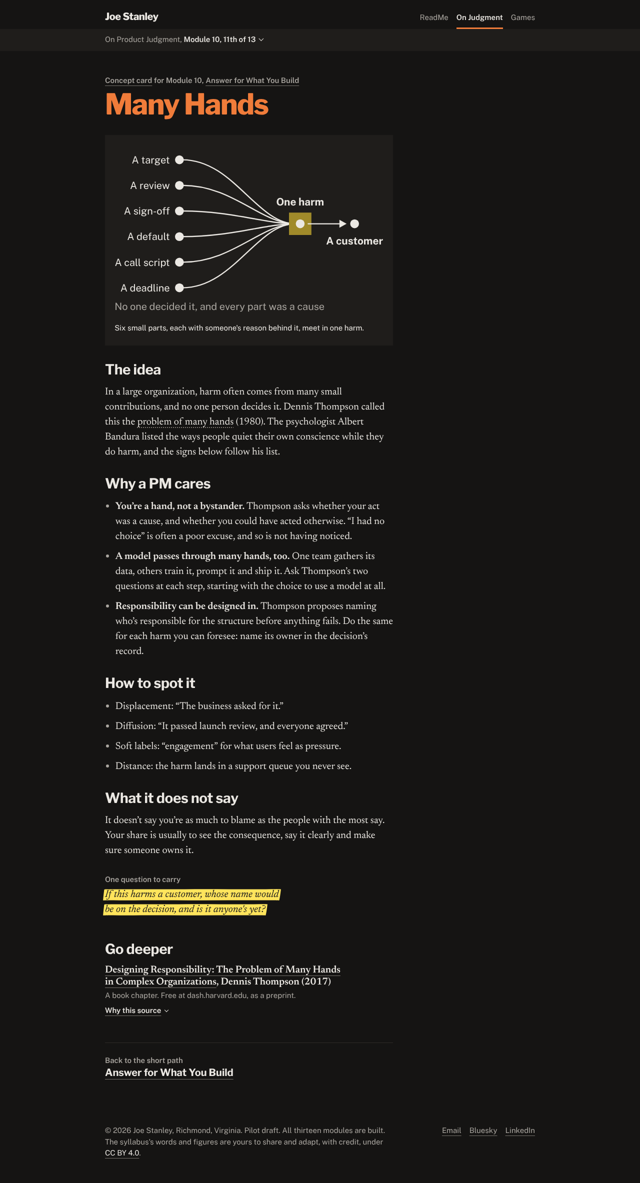 Joe Stanley
ReadMe On Judgment Games
On Product Judgment, Module 10, 11th of 13
Concept card for Module 10, Answer for What You Build
Many Hands
A target
A review
A sign-off
A default
A call script
A deadline
One harm
A customer
No one decided it, and every part was a cause
Six small parts, each with someone's reason behind it, meet in one harm.
The idea
In a large organization, harm often comes from many small
contributions, and no one person decides it. Dennis Thompson called
this the problem of many hands (1980). The psychologist Albert
Bandura listed the ways people quiet their own conscience while they
do harm, and the signs below follow his list.
Why a PM cares
• You're a hand, not a bystander. Thompson asks whether your act
was a cause, and whether you could have acted otherwise. “I had no
choice” is often a poor excuse, and so is not having noticed.
• A model passes through many hands, too. One team gathers its
data, others train it, prompt it and ship it. Ask Thompson's two
questions at each step, starting with the choice to use a model at all.
• Responsibility can be designed in. Thompson proposes naming
who's responsible for the structure before anything fails. Do the same
for each harm you can foresee: name its owner in the decision's
record.
How to spot it
• Displacement: “The business asked for it.”
• Diffusion: “It passed launch review, and everyone agreed.”
• Soft labels: “engagement” for what users feel as pressure.
• Distance: the harm lands in a support queue you never see.
What it does not say
It doesn't say you're as much to blame as the people with the most say.
Your share is usually to see the consequence, say it clearly and make
sure someone owns it.
One question to carry
If this harms a customer, whose name would
be on the decision, and is it anyone's yet?
Go deeper
Designing Responsibility: The Problem of Many Hands
in Complex Organizations, Dennis Thompson (2017)
A book chapter. Free at dash.harvard.edu, as a preprint.
Why this source
Back to the short path
Answer for What You Build
© 2026 Joe Stanley, Richmond, Virginia. Pilot draft. All thirteen modules are built.
The syllabus's words and figures are yours to share and adapt, with credit, under
CC BY 4.0.
Email Bluesky LinkedIn